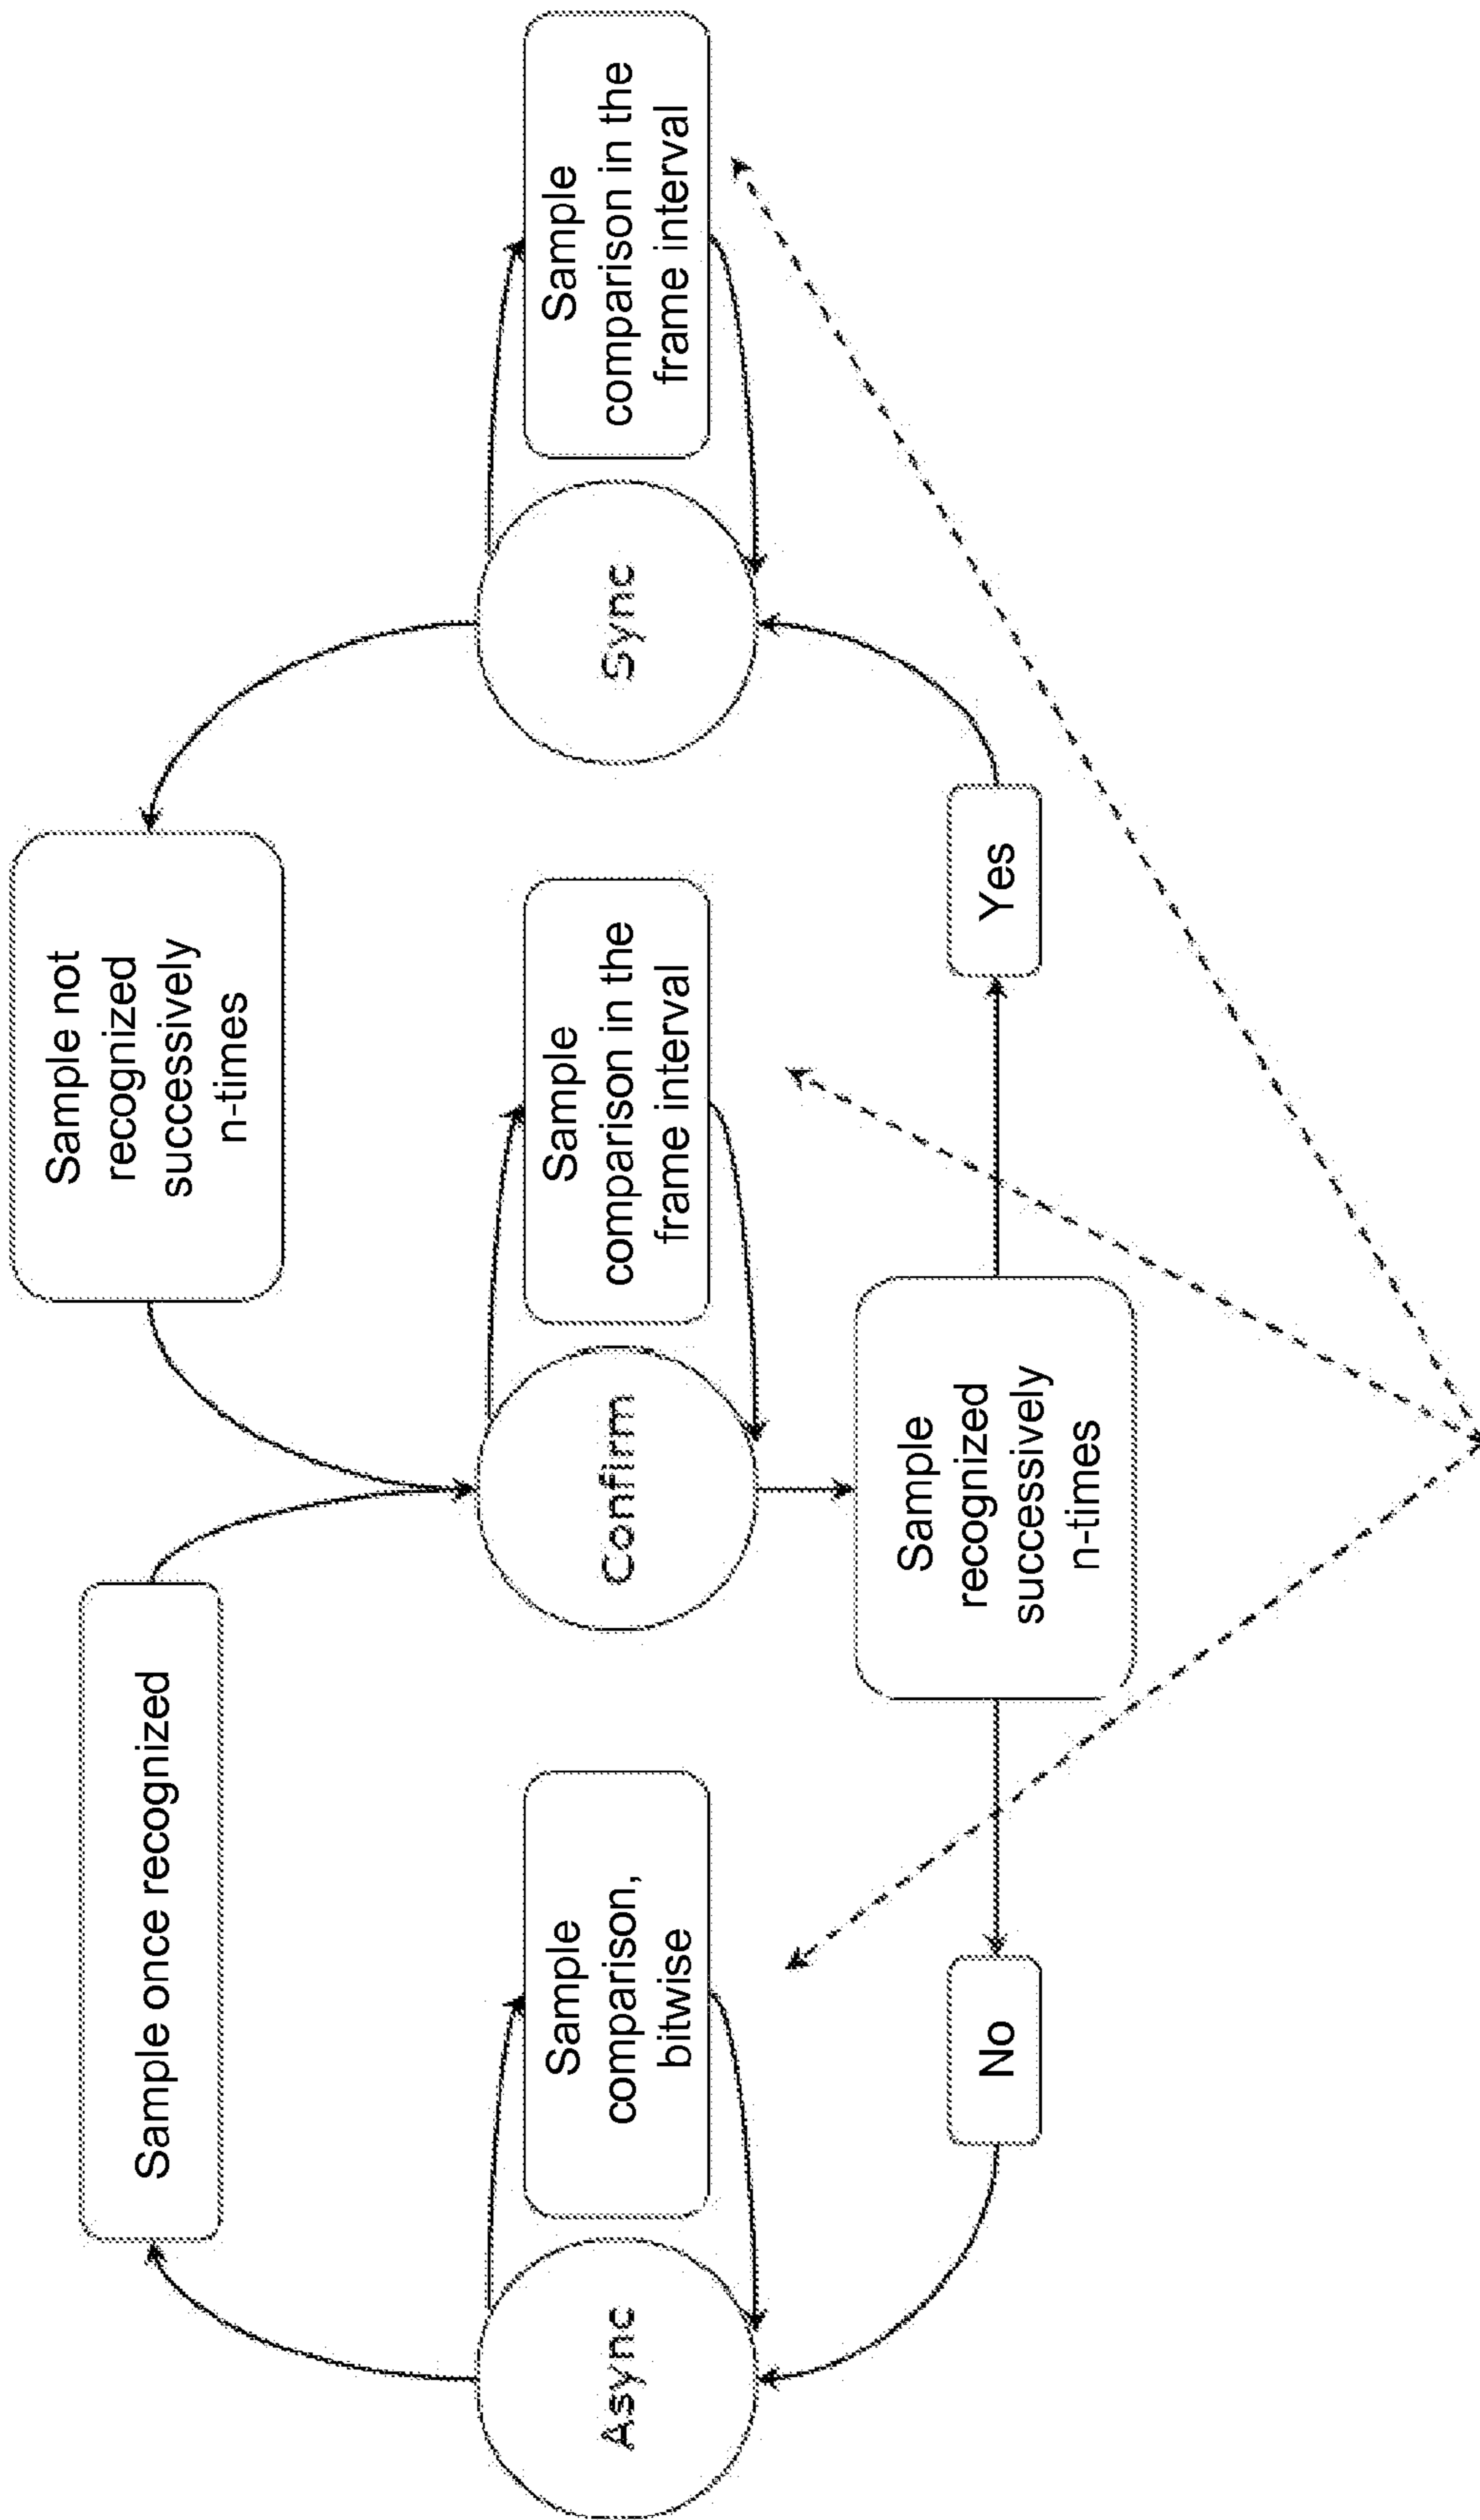 Sample once recognized
Sample not
recognized
successively
n-times
Async
Sample
comparison,
bitwise
Confirm
Sample
comparison in the
frame interval
Sync
Sample
comparison in the
frame interval
No
Sample
recognized
successively
n-times
Yes